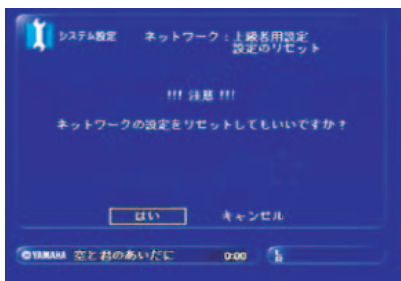 システム設定 ネットワーク：上級者用設定
設定のリセット
!!! 注意 !!!
ネットワークの設定をリセットしてもいいですか？
はい キャンセル
©YAMAHA 空と君のあいだに 0:00 L R